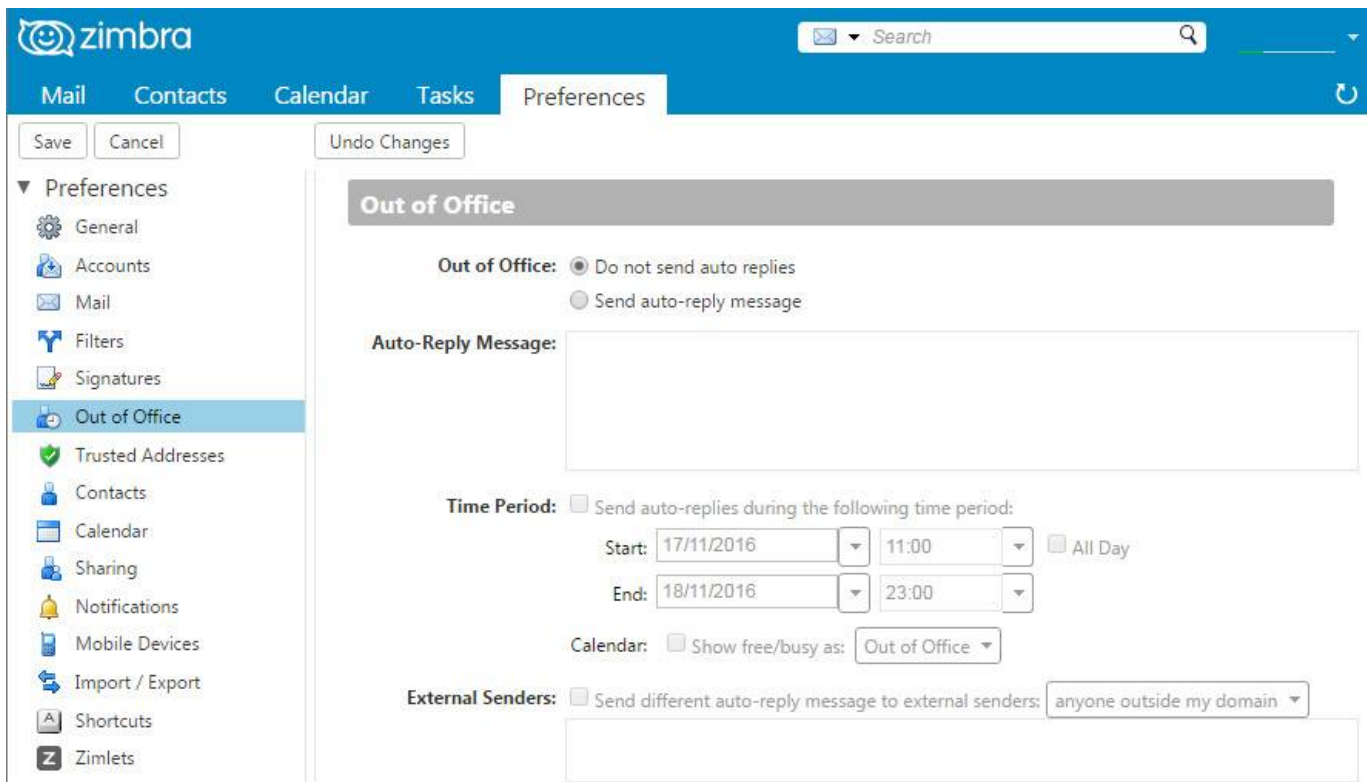 zimbra
Search
Mail Contacts Calendar Tasks Preferences
Save Cancel Undo Changes
Preferences
General
Accounts
Mail
Filters
Signatures
Out of Office
Trusted Addresses
Contacts
Calendar
Sharing
Notifications
Mobile Devices
Import / Export
A Shortcuts
Z Zimlets
Out of Office
Out of Office: Do not send auto replies
Send auto-reply message
Auto-Reply Message:
Time Period: Send auto-replies during the following time period:
Start: 17/11/2016 11:00 All Day
End: 18/11/2016 23:00
Calendar: Show free/busy as: Out of Office
External Senders: Send different auto-reply message to external senders: anyone outside my domain